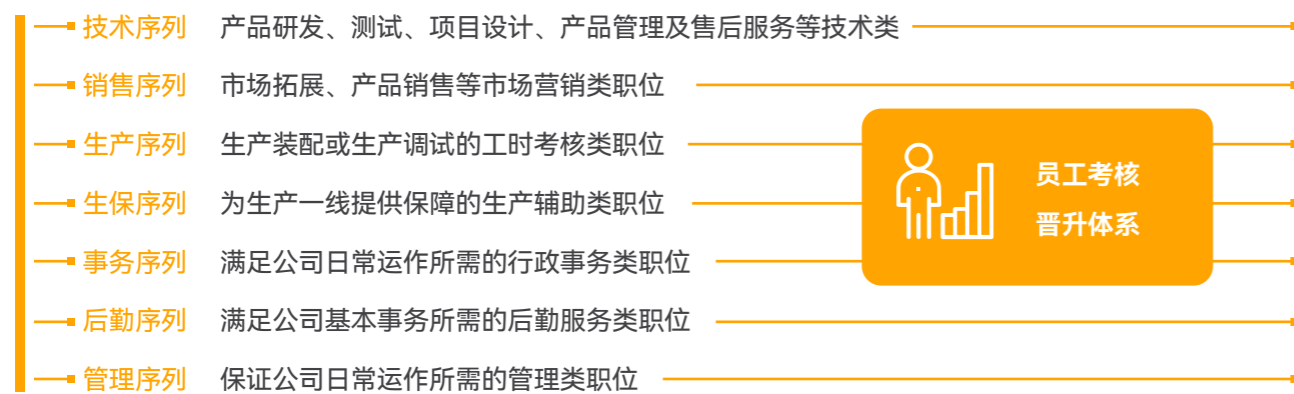 技术序列 产品研发、测试、项目设计、产品管理及售后服务等技术类
销售序列 市场拓展、产品销售等市场营销类职位
生产序列 生产装配或生产调试的工时考核类职位
生保序列 为生产一线提供保障的生产辅助类职位
事务序列 满足公司日常运作所需的行政事务类职位
后勤序列 满足公司基本事务所需的后勤服务类职位
管理序列 保证公司日常运作所需的管理类职位
员工考核
晋升体系